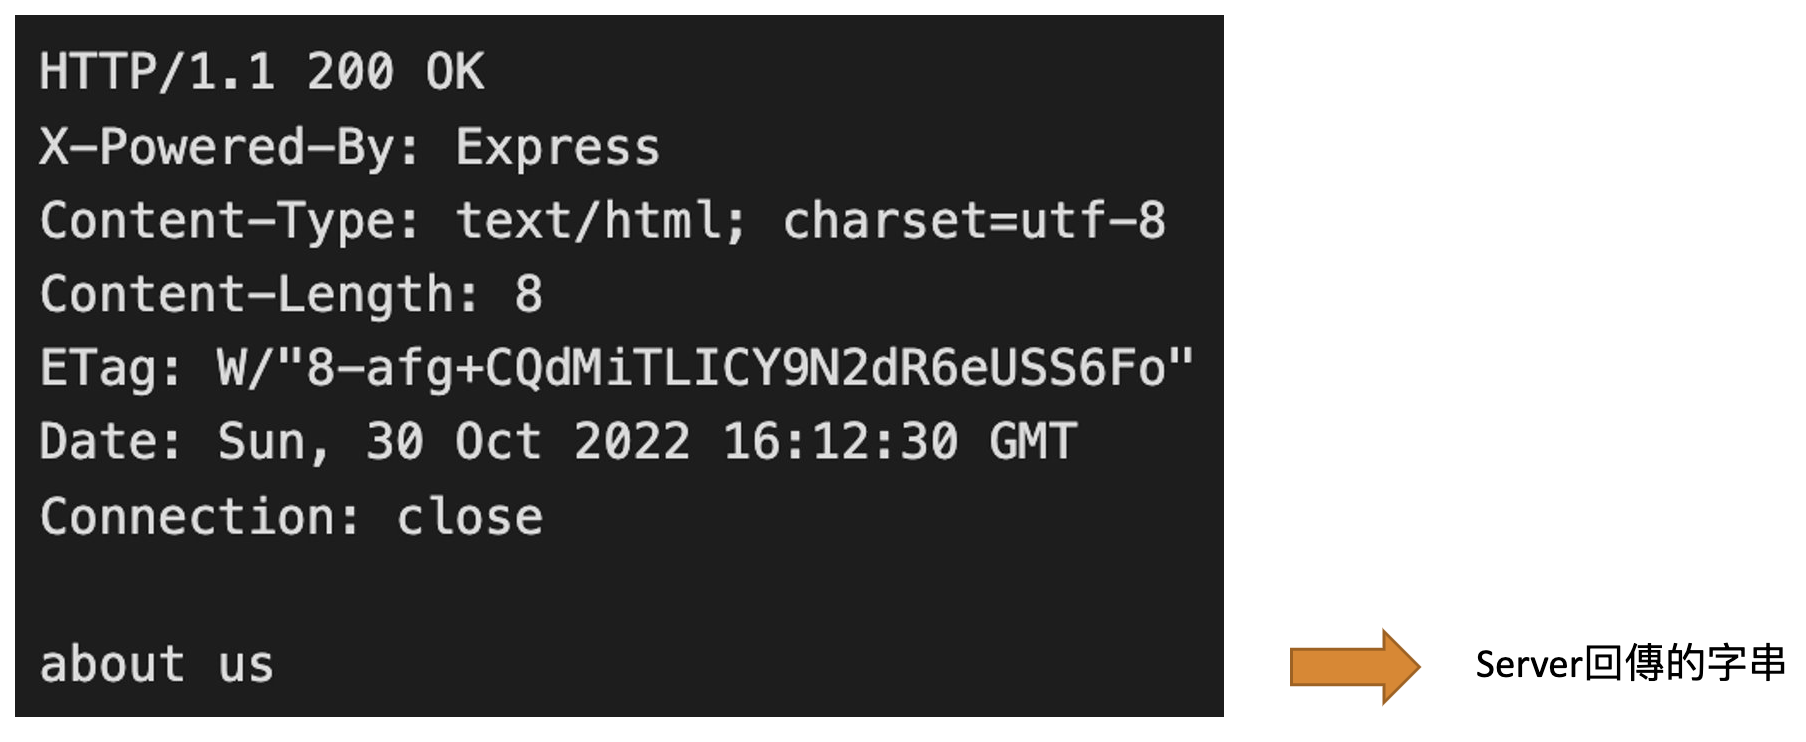 HTTP/1.1 200 OK
X-Powered-By: Express
Content-Type: text/html; charset=utf-8
Content-Length: 8
ETag: W/"8-afg+CQdMiTLICY9N2dR6eUSS6Fo"
Date: Sun, 30 Oct 2022 16:12:30 GMT
Connection: close
about us
Server回傳的字串